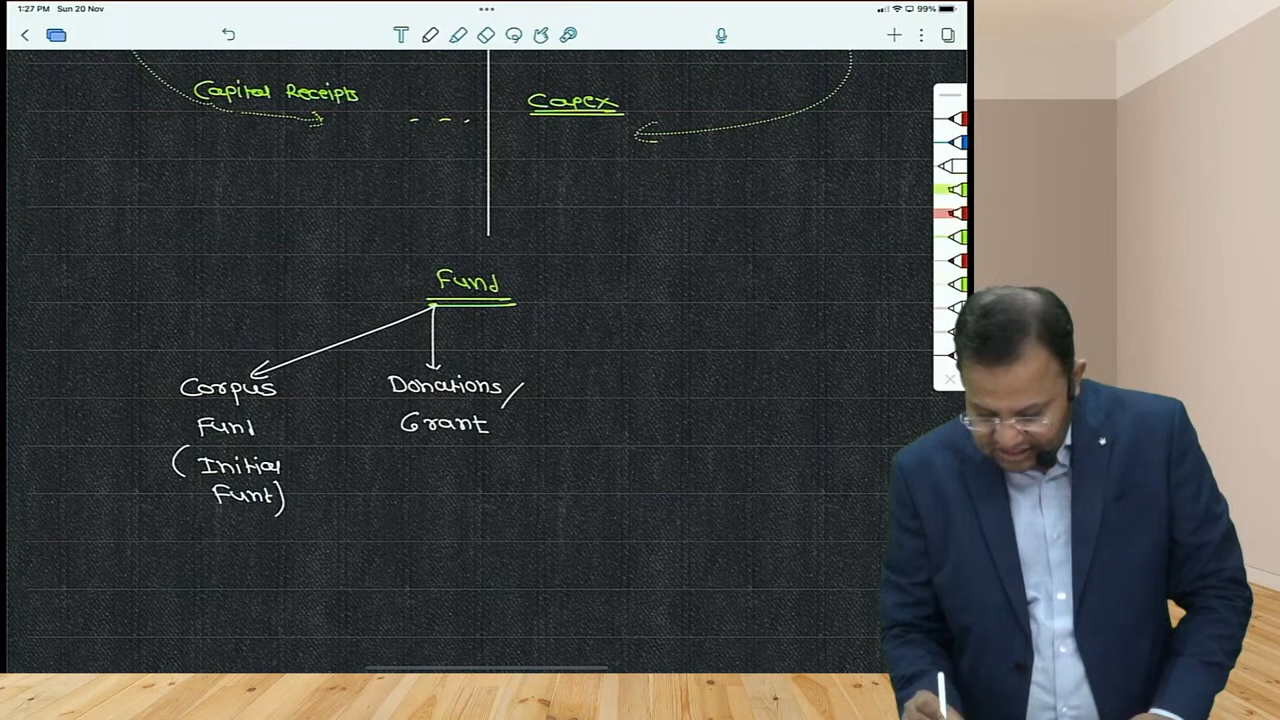 1:27 PM Sun 20 Nov
99%
T
Capital Receipts
Capex
Fund
Corpus
Fund
(Initial
Funt)
Donations/
Grant